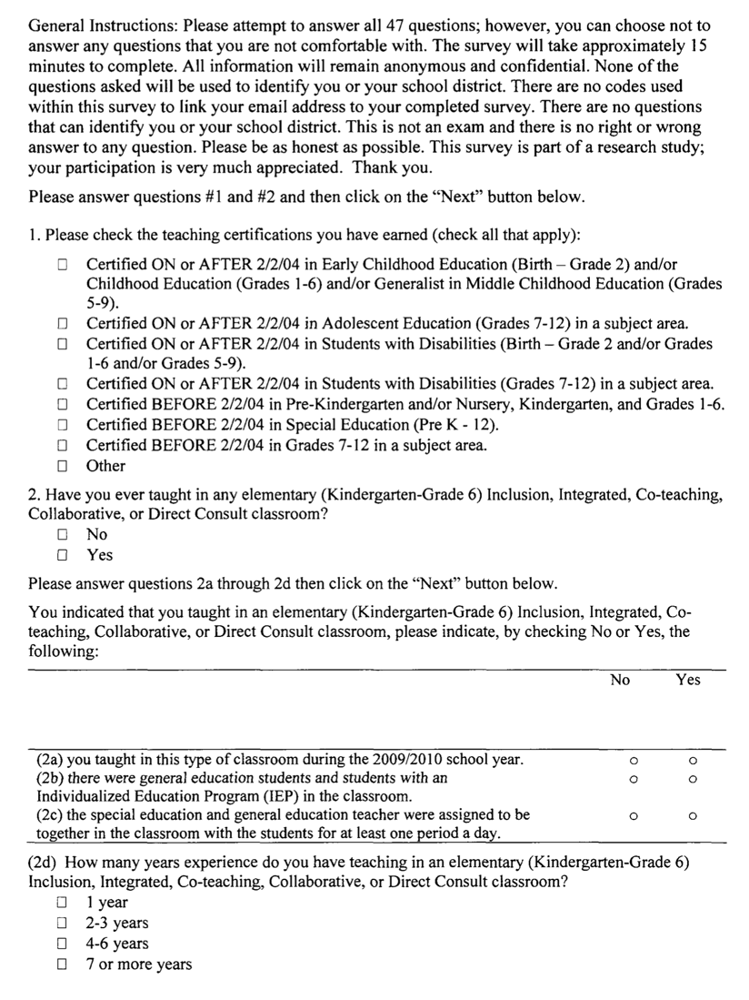 General Instructions: Please attempt to answer all 47 questions; however, you can choose not to
answer any questions that you are not comfortable with. The survey will take approximately 15
minutes to complete. All information will remain anonymous and confidential. None of the
questions asked will be used to identify you or your school district. There are no codes used
within this survey to link your email address to your completed survey. There are no questions
that can identify you or your school district. This is not an exam and there is no right or wrong
answer to any question. Please be as honest as possible. This survey is part of a research study;
your participation is very much appreciated. Thank you.
Please answer questions #1 and #2 and then click on the “Next” button below.
1. Please check the teaching certifications you have earned (check all that apply):
□ Certified ON or AFTER 2/2/04 in Early Childhood Education (Birth – Grade 2) and/or
Childhood Education (Grades 1-6) and/or Generalist in Middle Childhood Education (Grades
5-9).
□ Certified ON or AFTER 2/2/04 in Adolescent Education (Grades 7-12) in a subject area.
□ Certified ON or AFTER 2/2/04 in Students with Disabilities (Birth – Grade 2 and/or Grades
1-6 and/or Grades 5-9).
□ Certified ON or AFTER 2/2/04 in Students with Disabilities (Grades 7-12) in a subject area.
□ Certified BEFORE 2/2/04 in Pre-Kindergarten and/or Nursery, Kindergarten, and Grades 1-6.
□ Certified BEFORE 2/2/04 in Special Education (Pre K - 12).
□ Certified BEFORE 2/2/04 in Grades 7-12 in a subject area.
□ Other
2. Have you ever taught in any elementary (Kindergarten-Grade 6) Inclusion, Integrated, Co-teaching,
Collaborative, or Direct Consult classroom?
□ No
□ Yes
Please answer questions 2a through 2d then click on the “Next” button below.
You indicated that you taught in an elementary (Kindergarten-Grade 6) Inclusion, Integrated, Co-
teaching, Collaborative, or Direct Consult classroom, please indicate, by checking No or Yes, the
following:
No Yes
(2a) you taught in this type of classroom during the 2009/2010 school year. ○ ○
(2b) there were general education students and students with an ○ ○
Individualized Education Program (IEP) in the classroom.
(2c) the special education and general education teacher were assigned to be ○ ○
together in the classroom with the students for at least one period a day.
(2d) How many years experience do you have teaching in an elementary (Kindergarten-Grade 6)
Inclusion, Integrated, Co-teaching, Collaborative, or Direct Consult classroom?
□ 1 year
□ 2-3 years
□ 4-6 years
□ 7 or more years